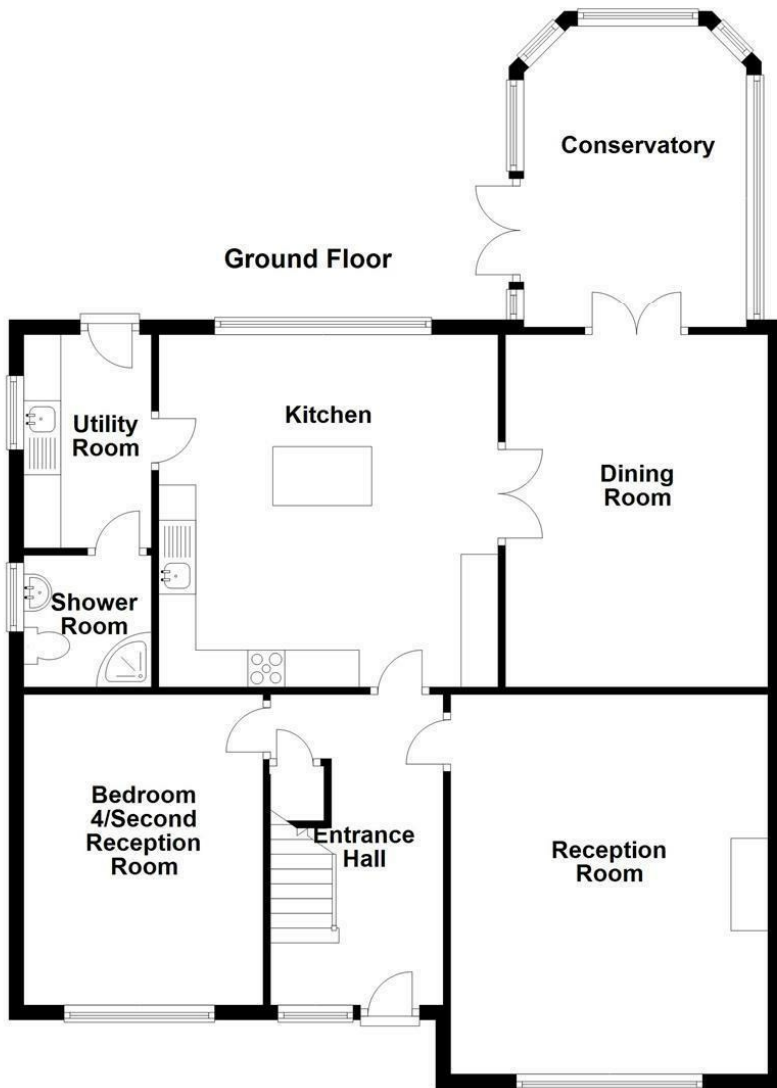 Conservatory
Ground Floor
Utility
Room
Kitchen
Dining
Room
Shower
Room
Bedroom
4/Second
Reception
Room
Entrance
Hall
Reception
Room